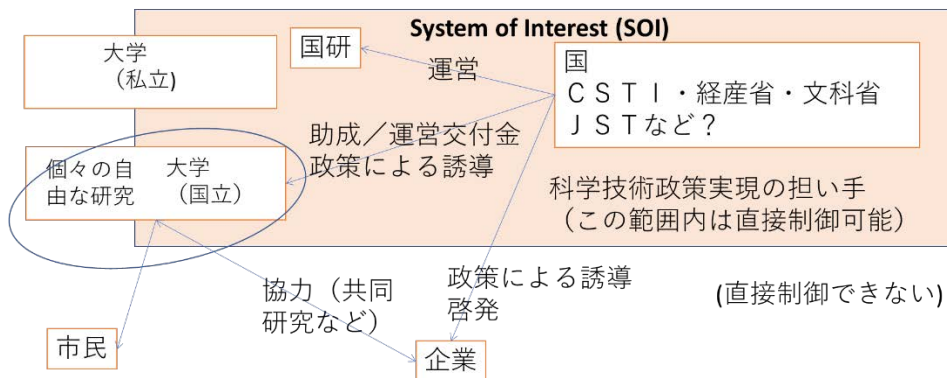 System of Interest (SOI)
大学
（私立)
国研
運営
国
ＣＳＴＩ・経産省・文科省
ＪＳＴなど？
助成／運営交付金
政策による誘導
個々の自
由な研究
大学
（国立）
科学技術政策実現の担い手
（この範囲内は直接制御可能）
協力（共同
研究など）
政策による誘導
啓発
(直接制御できない)
市民
企業